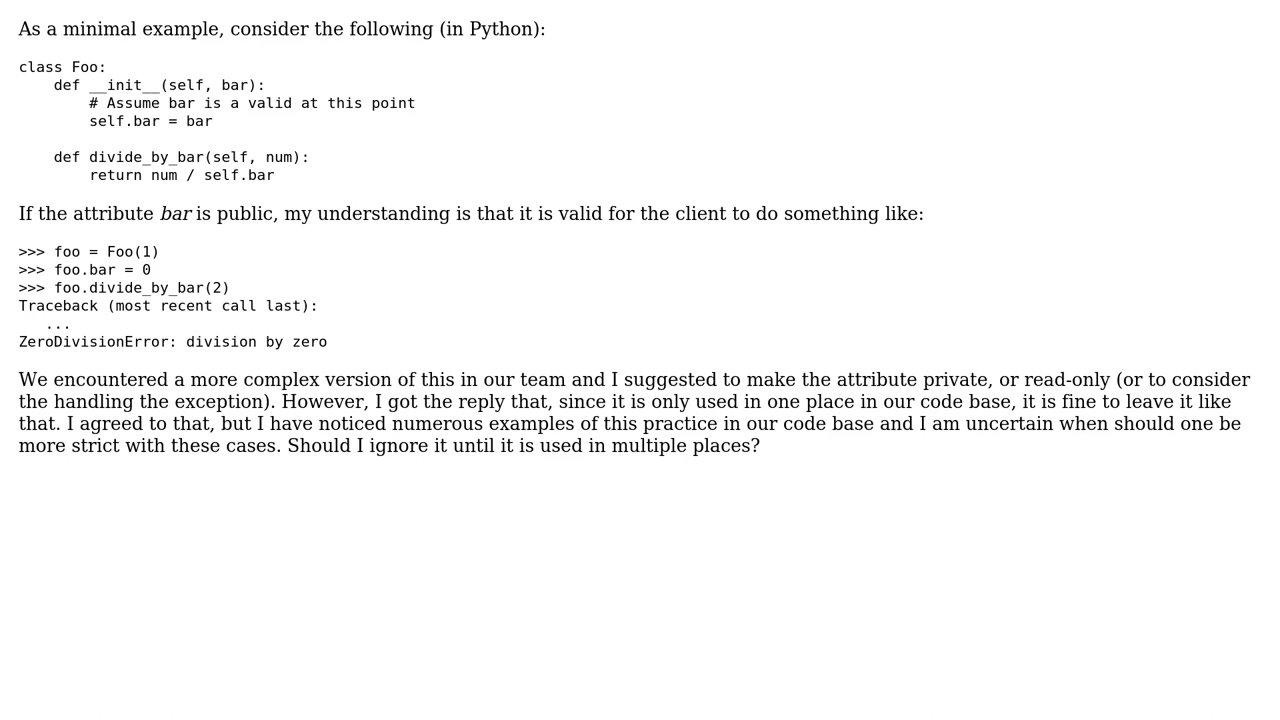 As a minimal example, consider the following (in Python):
class Foo:
    def __init__(self, bar):
        # Assume bar is a valid at this point
        self.bar = bar

    def divide_by_bar(self, num):
        return num / self.bar
If the attribute bar is public, my understanding is that it is valid for the client to do something like:
>>> foo = Foo(1)
>>> foo.bar = 0
>>> foo.divide_by_bar(2)
Traceback (most recent call last):
   ...
ZeroDivisionError: division by zero
We encountered a more complex version of this in our team and I suggested to make the attribute private, or read-only (or to consider
the handling the exception). However, I got the reply that, since it is only used in one place in our code base, it is fine to leave it like
that. I agreed to that, but I have noticed numerous examples of this practice in our code base and I am uncertain when should one be
more strict with these cases. Should I ignore it until it is used in multiple places?